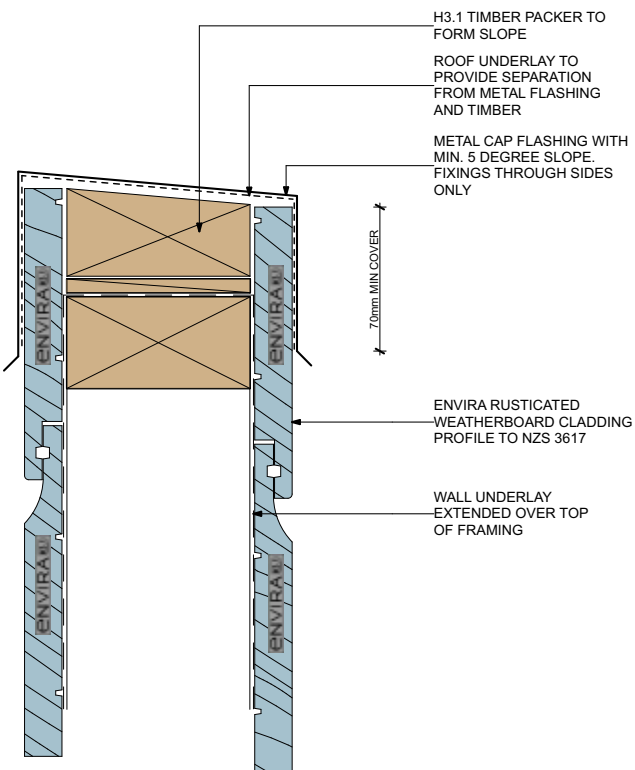 H3.1 TIMBER PACKER TO
FORM SLOPE
ROOF UNDERLAY TO
PROVIDE SEPARATION
FROM METAL FLASHING
AND TIMBER
METAL CAP FLASHING WITH
MIN. 5 DEGREE SLOPE.
FIXINGS THROUGH SIDES
ONLY
70mm MIN COVER
ENVIRA
ENVIRA
ENVIRA RUSTICATED
WEATHERBOARD CLADDING
PROFILE TO NZS 3617
WALL UNDERLAY
EXTENDED OVER TOP
OF FRAMING
ENVIRA
ENVIRA